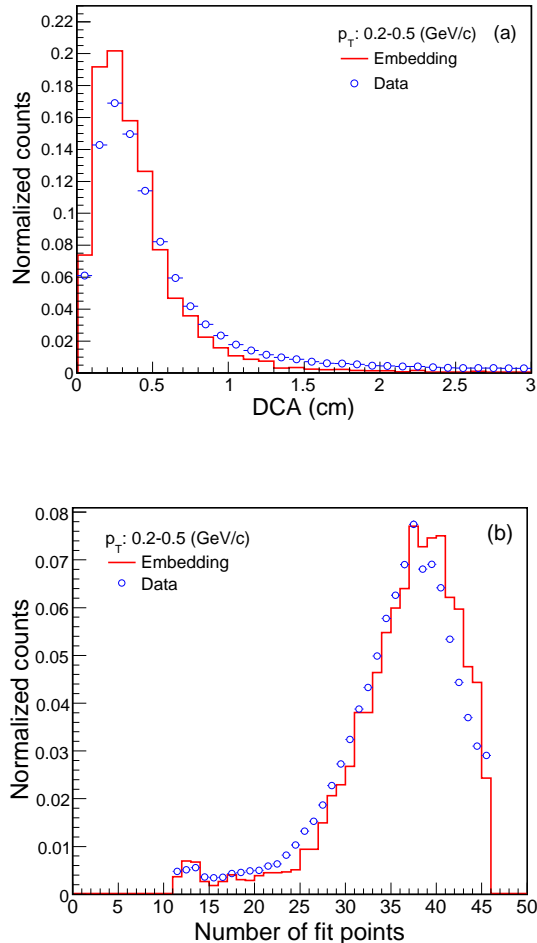 0.22
p_T: 0.2-0.5 (GeV/c) (a)
0.2
Embedding
0.18
Data
0.16
0.14
0.12
0.1
0.08
0.06
0.04
0.02
0
Normalized counts
0 0.5 1 1.5 2 2.5 3
DCA (cm)
0.08
p_T: 0.2-0.5 (GeV/c) (b)
0.07
Embedding
Data
0.06
0.05
0.04
0.03
0.02
0.01
0
Normalized counts
0 5 10 15 20 25 30 35 40 45 50
Number of fit points